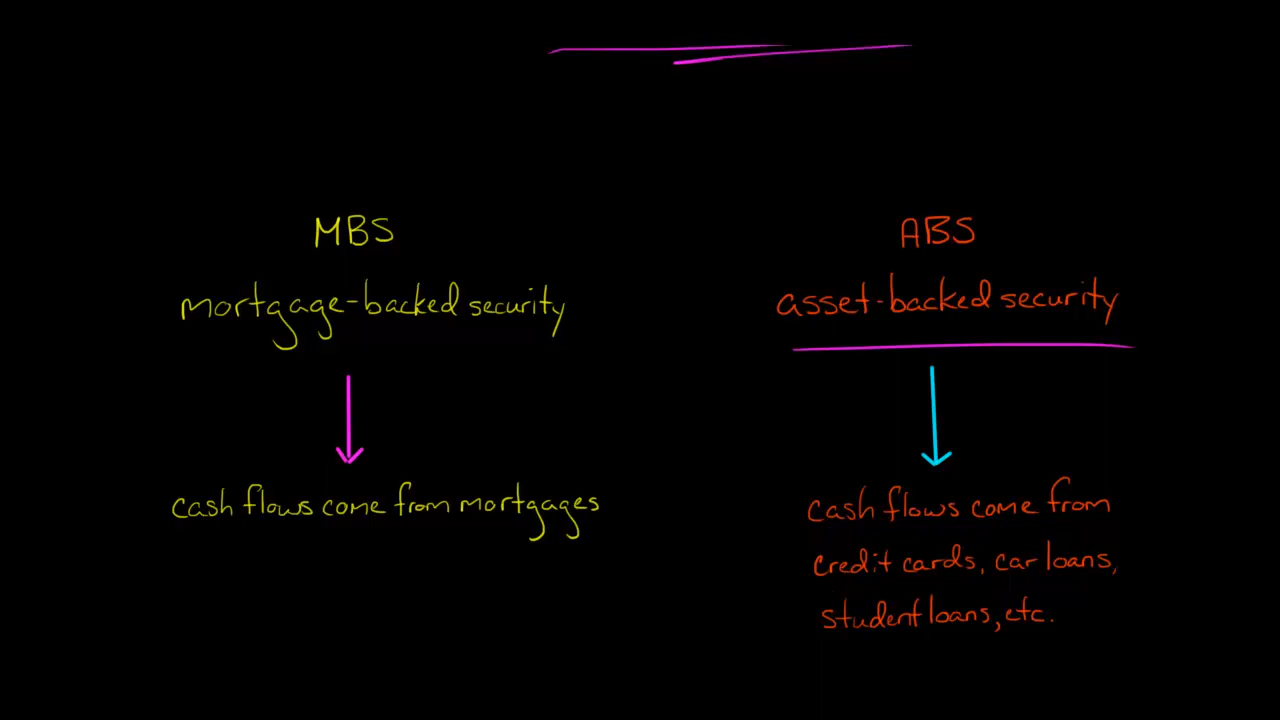 MBS
mortgage-backed security
cash flows come from mortgages
ABS
asset-backed security
cash flows come from
credit cards, car loans,
student loans, etc.